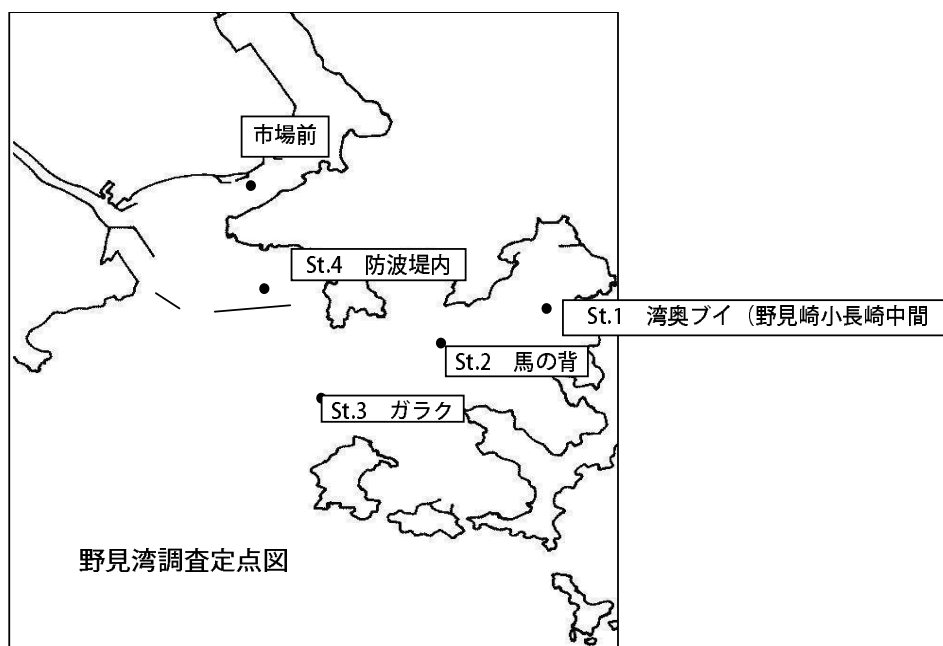 市場前
St.4 防波堤内
St.1 湾奥ブイ（野見崎小長崎中間
St.2 馬の背
St.3 ガラク
野見湾調査定点図